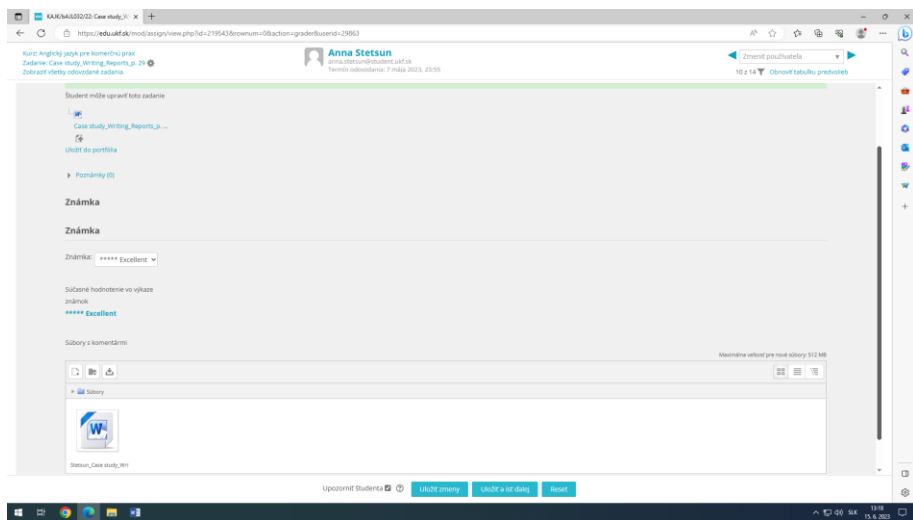 KAJK/bAJL032/22: Case study_W
https://edu.ukf.sk/mod/assign/view.php?id=219543&rownum=0&action=grader&userid=29863
Kurz: Anglický jazyk pre komerčnú prax
Zadanie: Case study_Writing_Reports_p. 29
Zobraziť všetky odovzdané zadania
Anna Stetsun
anna.stetsun@student.ukf.sk
Termín odovzdania: 7 mája 2023, 23:55
Zmeniť používateľa
10 z 14 Obnoviť tabuľku predvolieb
Študent môže upraviť toto zadanie
Case study_Writing_Reports_p. ...
Uložiť do portfólia
Poznámky (0)
Známka
Známka
Známka: ***** Excellent
Súčasné hodnotenie vo výkaze
známok
***** Excellent
Súbory s komentármi
Maximálna veľkosť pre nové súbory: 512 MB
Súbory
Stetsun_Case study_Wri
Upozorniť študenta
Uložiť zmeny
Uložiť a ísť ďalej
Reset
SLK
13:18
15. 6. 2023